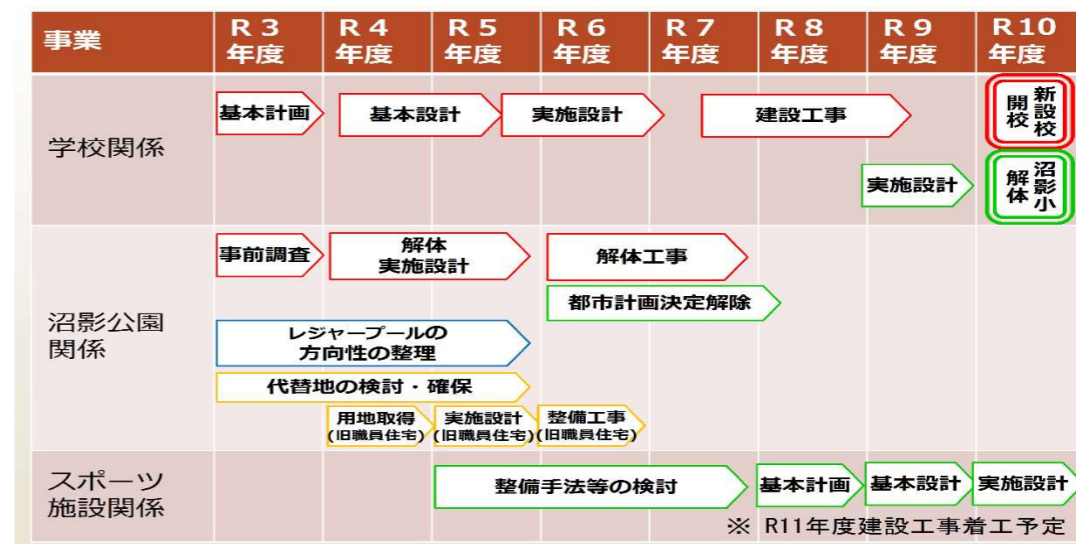 事業
R3
年度
R4
年度
R5
年度
R6
年度
R7
年度
R8
年度
R9
年度
R10
年度
学校関係
基本計画
基本設計
実施設計
建設工事
新設校
開校
実施設計
沼影小
解体
沼影公園
関係
事前調査
解体
実施設計
解体工事
都市計画決定解除
レジャープールの
方向性の整理
代替地の検討・確保
用地取得
(旧職員住宅)
実施設計
(旧職員住宅)
整備工事
(旧職員住宅)
スポーツ
施設関係
整備手法等の検討
基本計画
基本設計
実施設計
※ R11年度建設工事着工予定